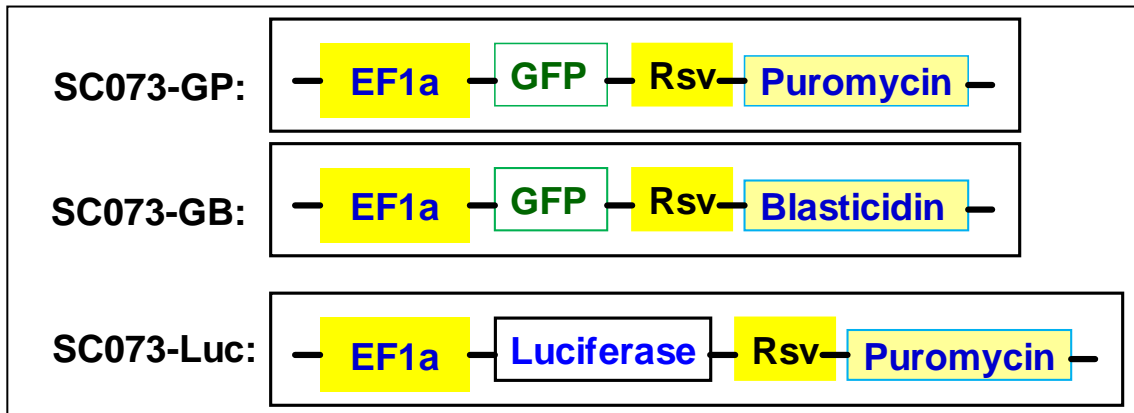 SC073-GP: EF1a GFP Rsv Puromycin
SC073-GB: EF1a GFP Rsv Blasticidin
SC073-Luc: EF1a Luciferase Rsv Puromycin